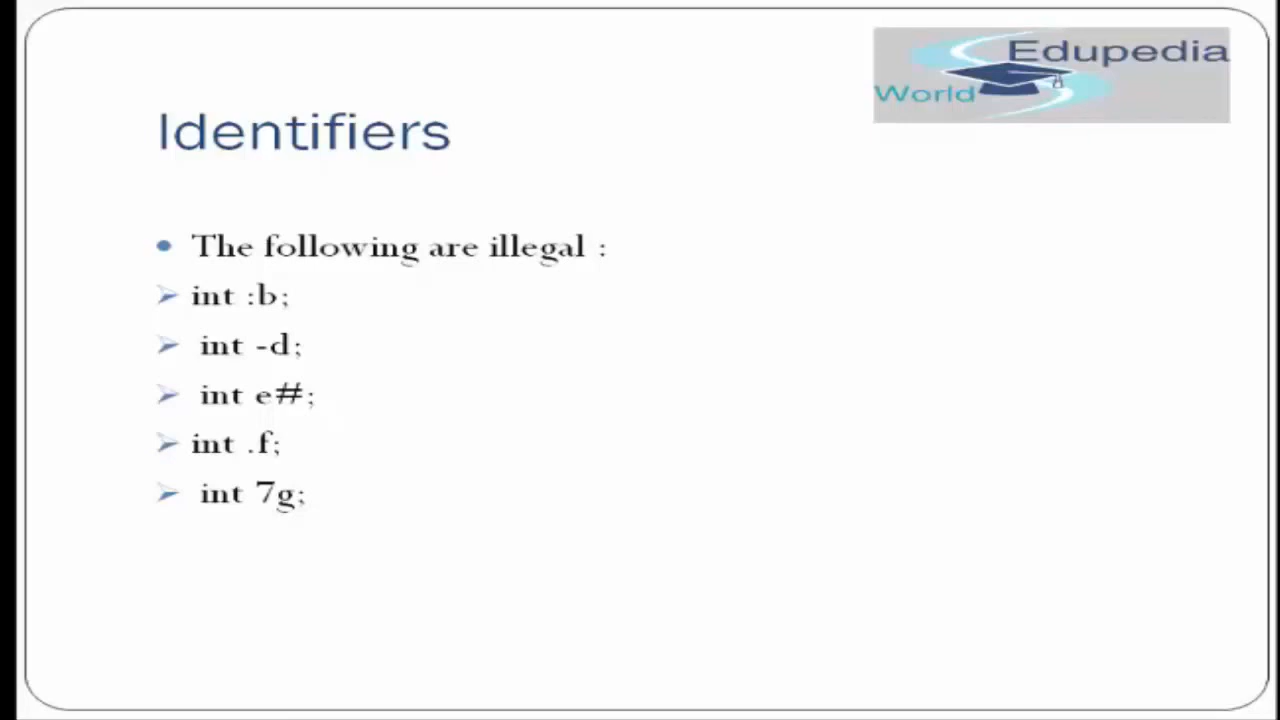 Edupedia
World
Identifiers
• The following are illegal :
➢ int :b;
➢ int -d;
➢ int e#;
➢ int .f;
➢ int 7g;